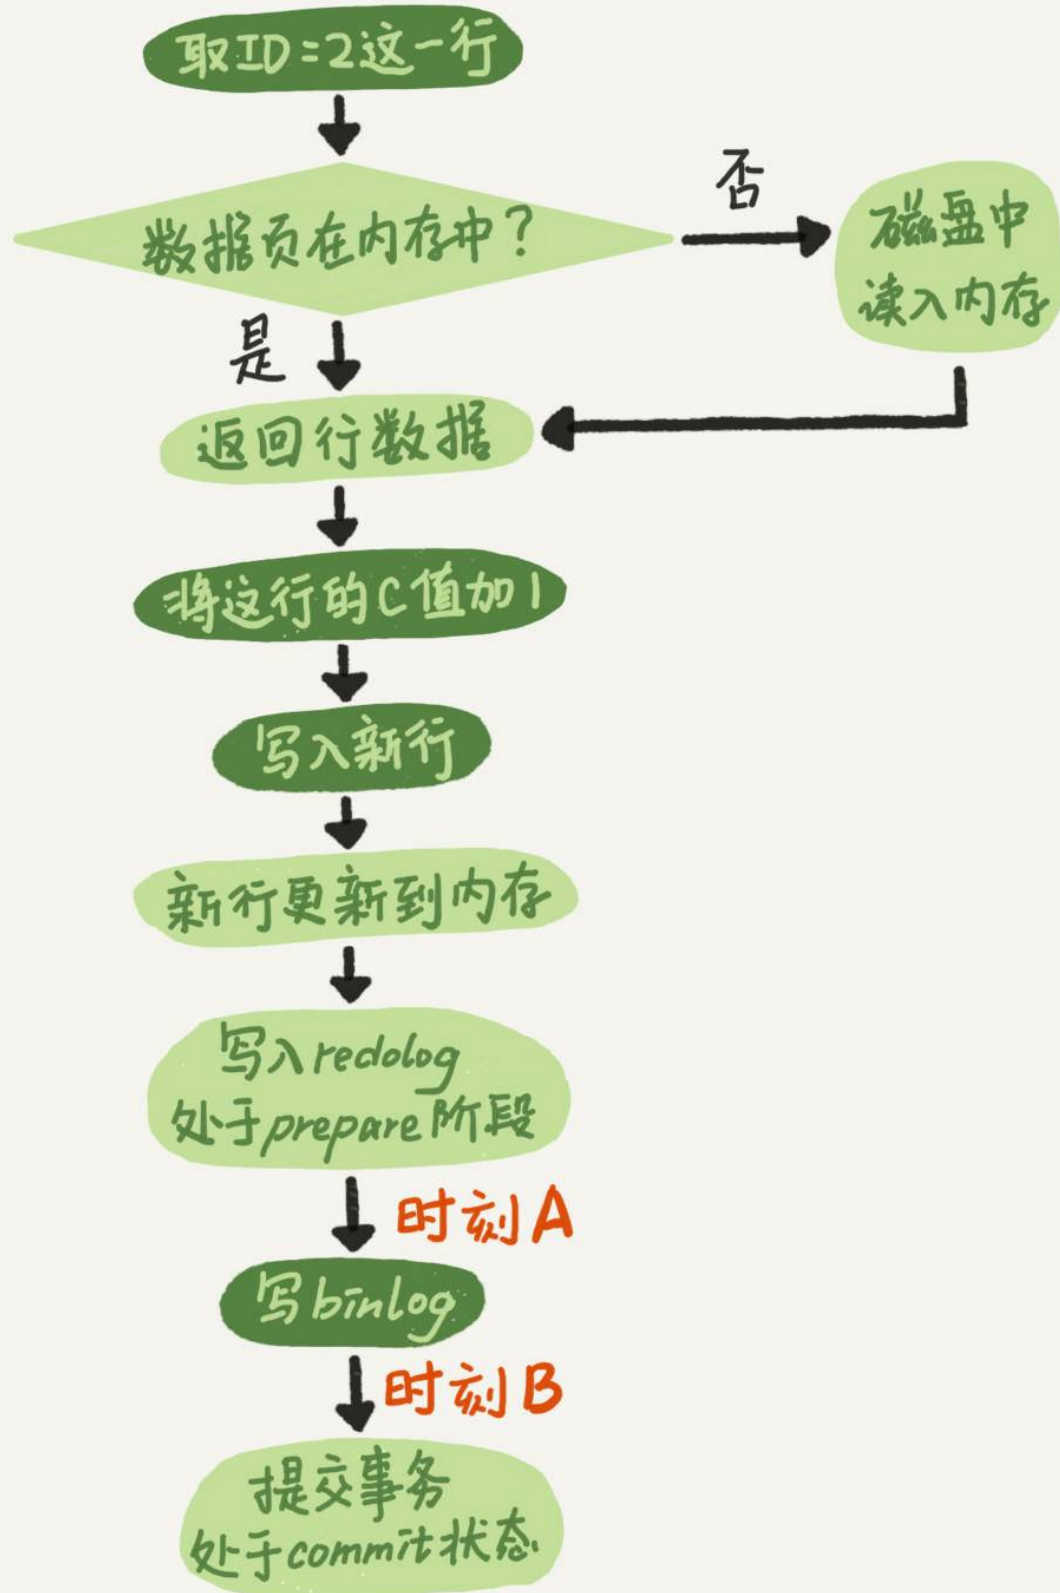 取ID=2这一行
数据页在内存中？
否
磁盘中
读入内存
是
返回行数据
将这行的C值加1
写入新行
新行更新到内存
写入redolog
处于prepare阶段
时刻A
写binlog
时刻B
提交事务
处于commit状态